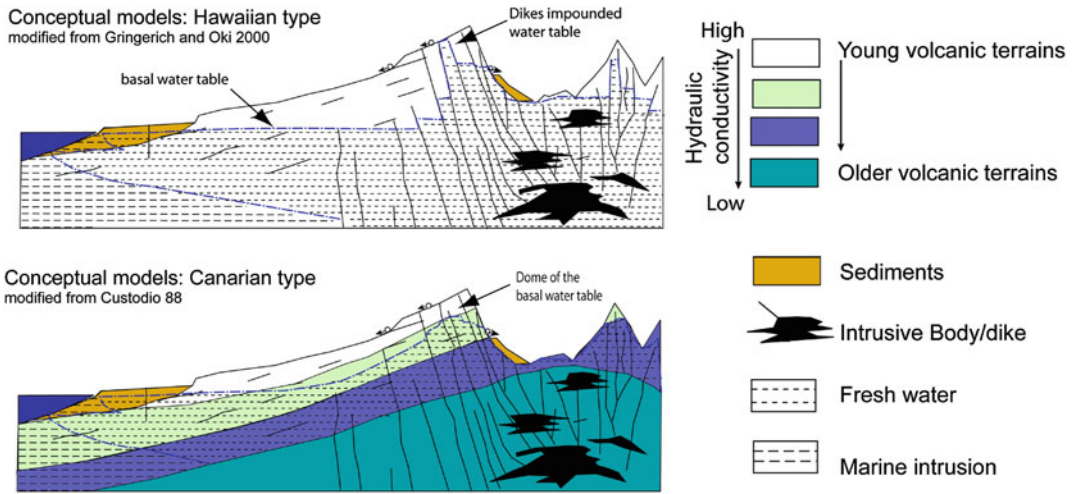 Conceptual models: Hawaiian type
modified from Gringerich and Oki 2000
Dikes impounded
water table
basal water table
High
Hydraulic
conductivity
Low
Young volcanic terrains
Older volcanic terrains
Conceptual models: Canarian type
modified from Custodio 88
Dome of the
basal water table
Sediments
Intrusive Body/dike
Fresh water
Marine intrusion